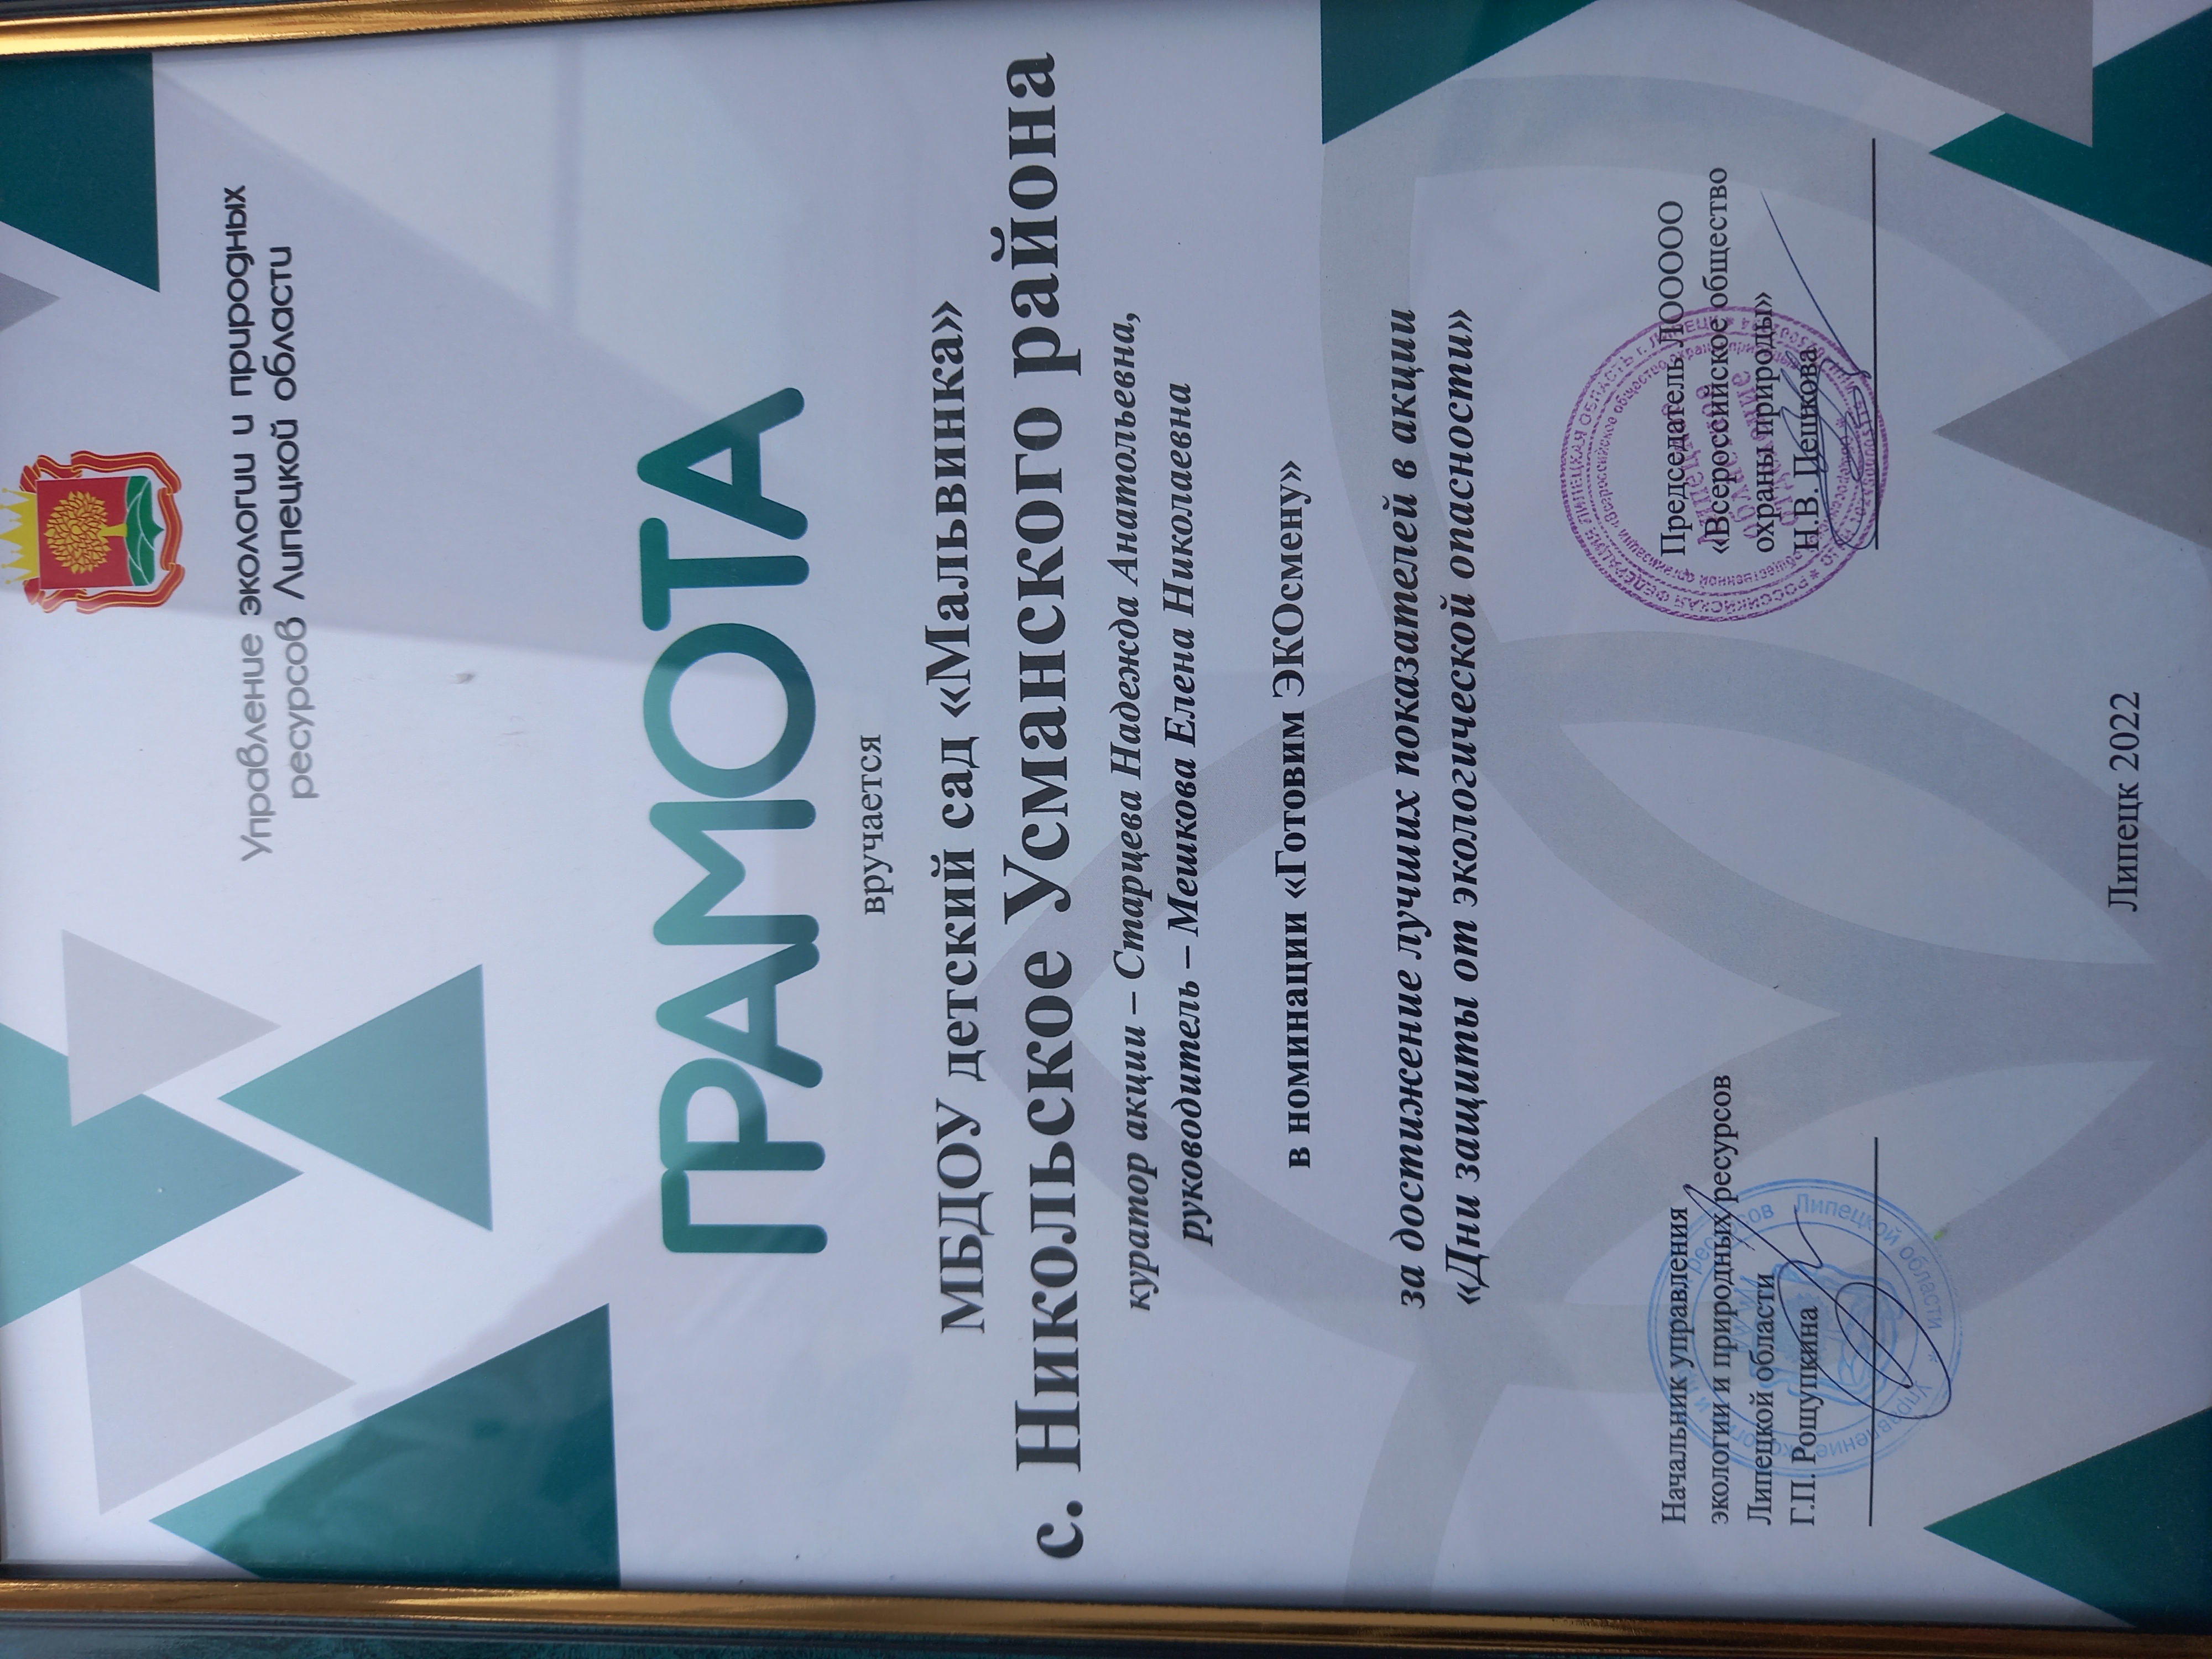 Управление экологии и природных
ресурсов Липецкой области
ГРАМОТА
вручается
МБДОУ детский сад «Мальвинка»
с. Никольское Усманского района
куратор акции – Старцева Надежда Анатольевна,
руководитель – Мешкова Елена Николаевна
в номинации «Готовим ЭКОсмену»
за достижение лучших показателей в акции
«Дни защиты от экологической опасности»
Начальник управления
экологии и природных ресурсов
Липецкой области
Г.П. Рощупкина
Председатель ЛООООО
«Всероссийское общество
охраны природы»
Н.В. Пешкова
Липецк 2022